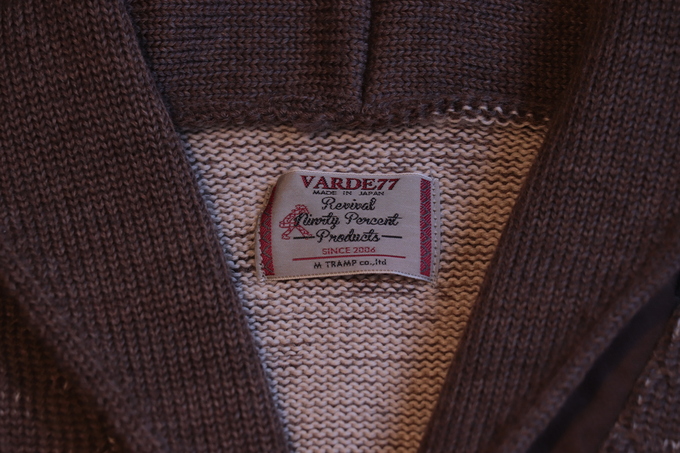 VARDE77
MADE IN JAPAN
Revival
Ninety Percent
Products
SINCE 2006
M TRAMP co.,ltd